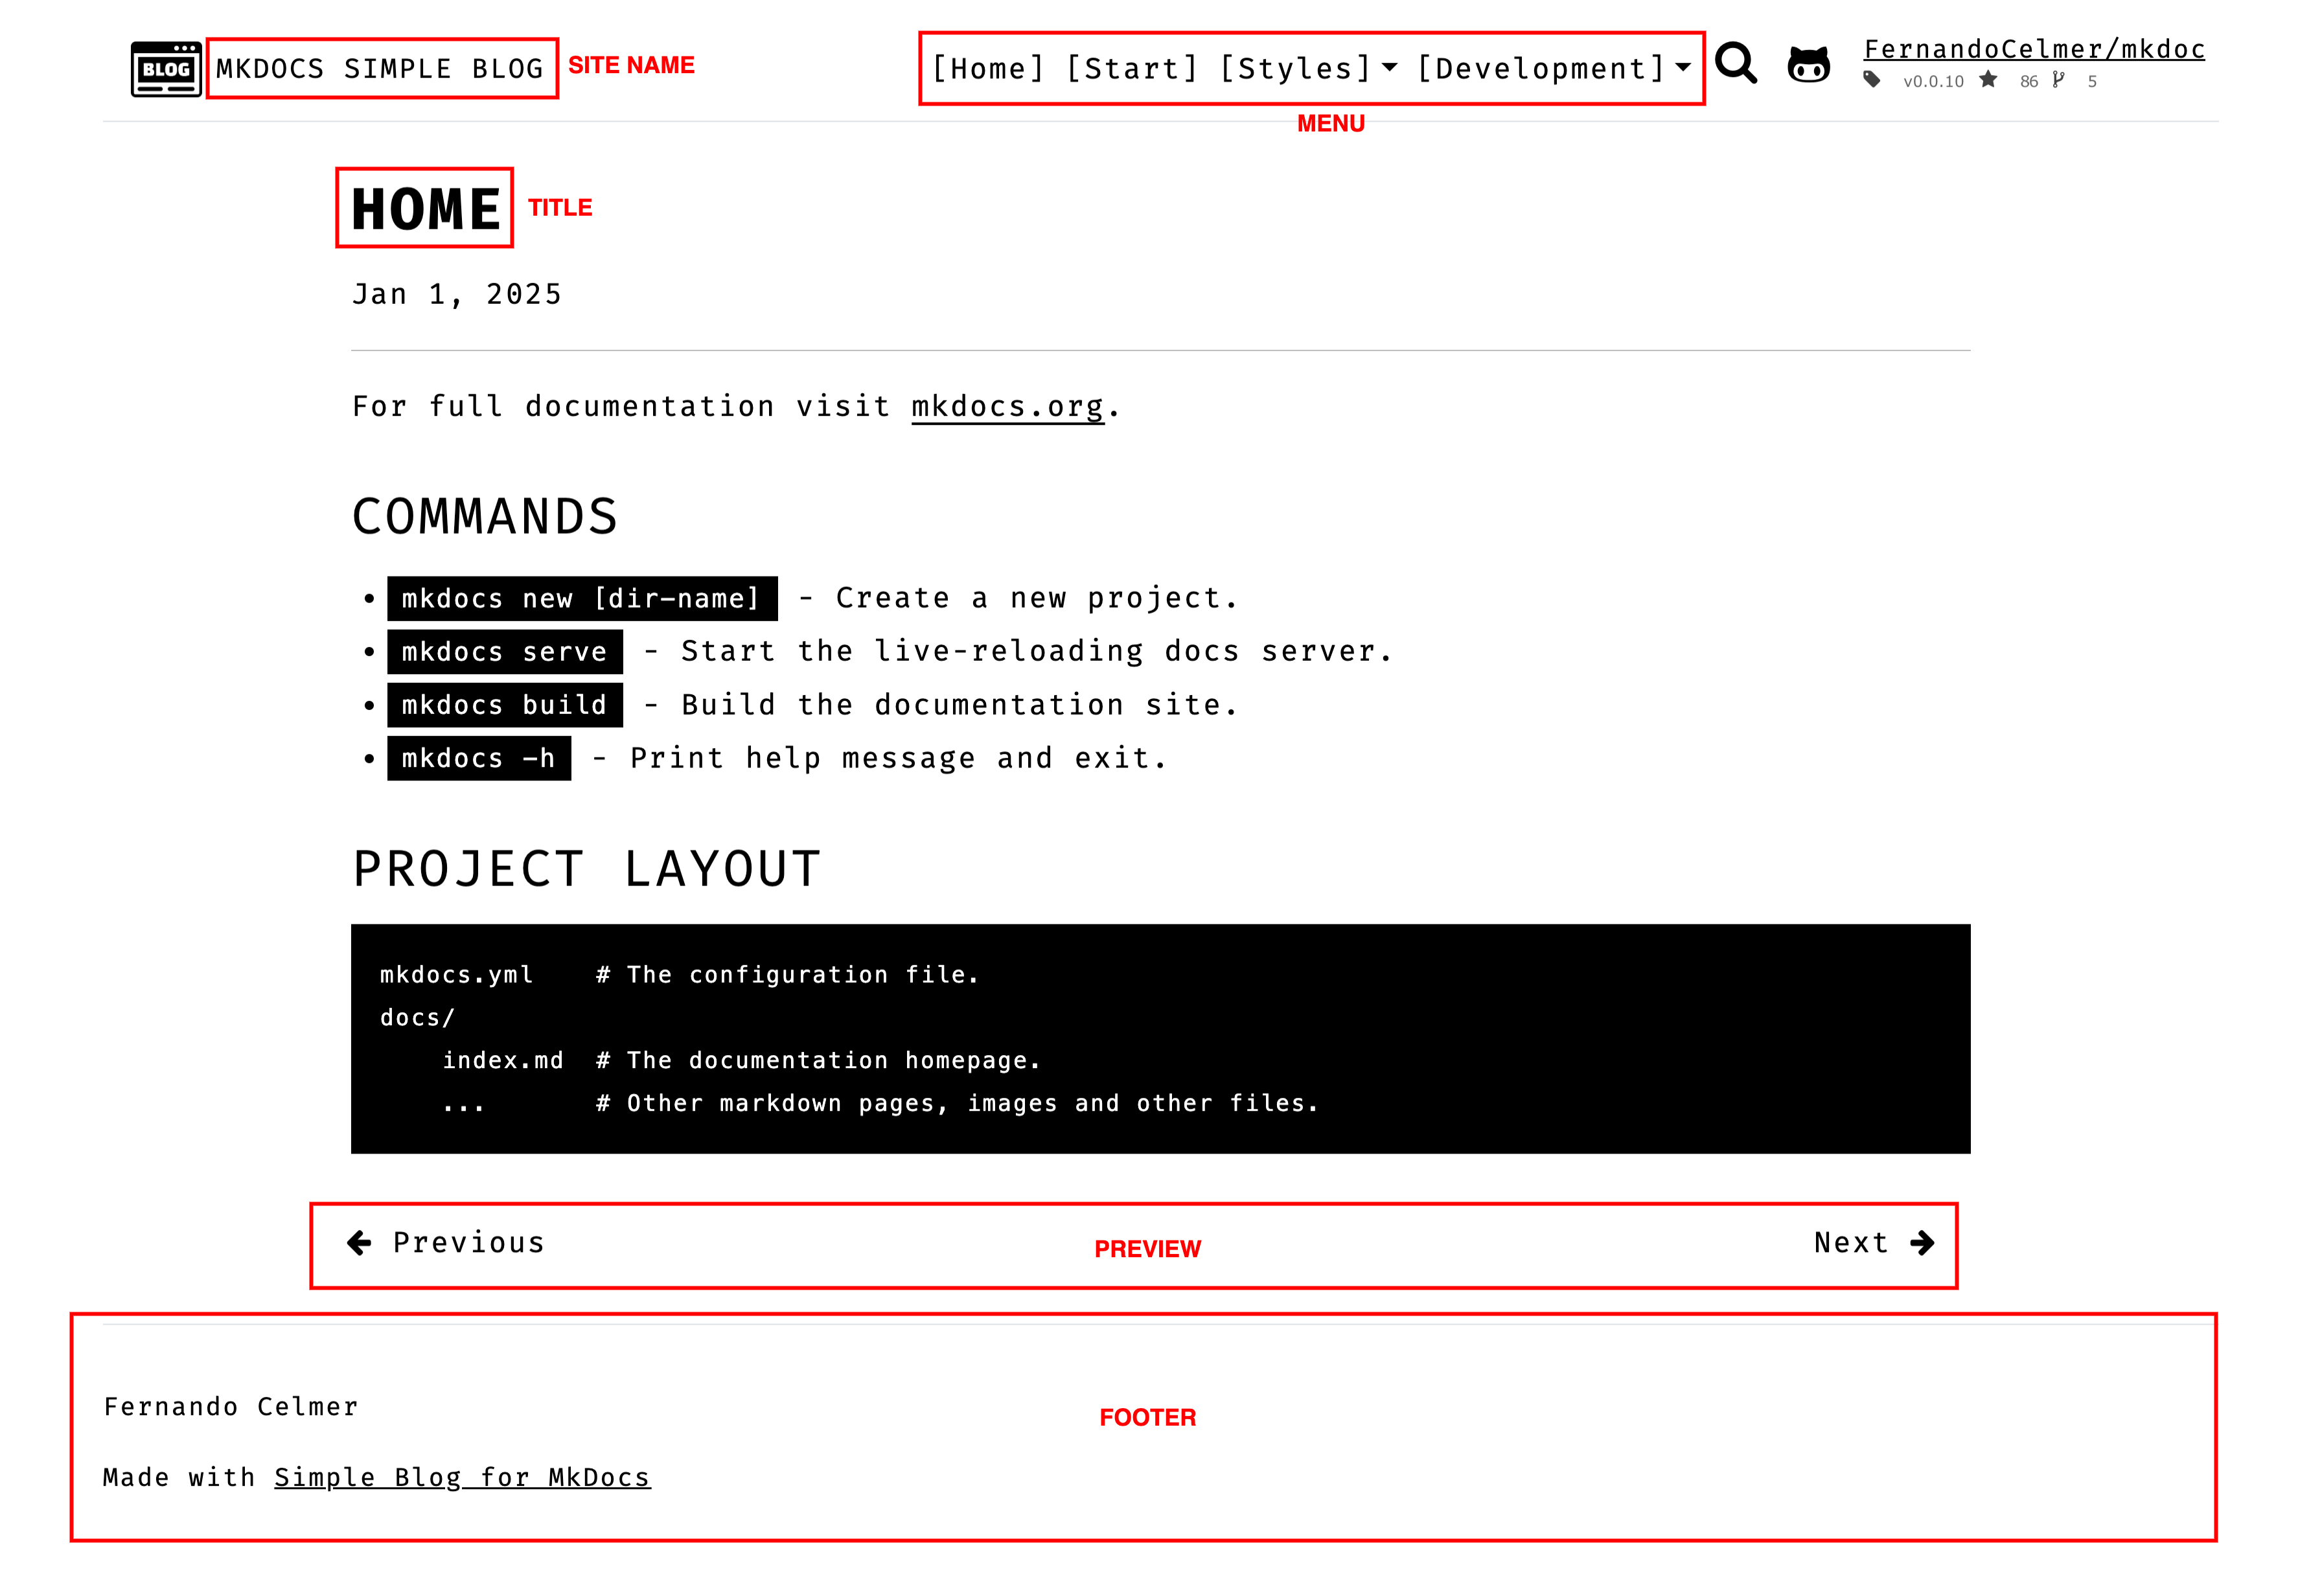 BLOG MKDOCS SIMPLE BLOG SITE NAME [Home] [Start] [Styles] [Development] FernandoCelmer/mkdoc
v0.0.10 86 5
MENU
HOME TITLE
Jan 1, 2025
For full documentation visit mkdocs.org.
COMMANDS
• mkdocs new [dir-name] - Create a new project.
• mkdocs serve - Start the live-reloading docs server.
• mkdocs build - Build the documentation site.
• mkdocs -h - Print help message and exit.
PROJECT LAYOUT
mkdocs.yml    # The configuration file.
docs/
    index.md  # The documentation homepage.
    ...       # Other markdown pages, images and other files.
Previous PREVIEW Next
Fernando Celmer
FOOTER
Made with Simple Blog for MkDocs